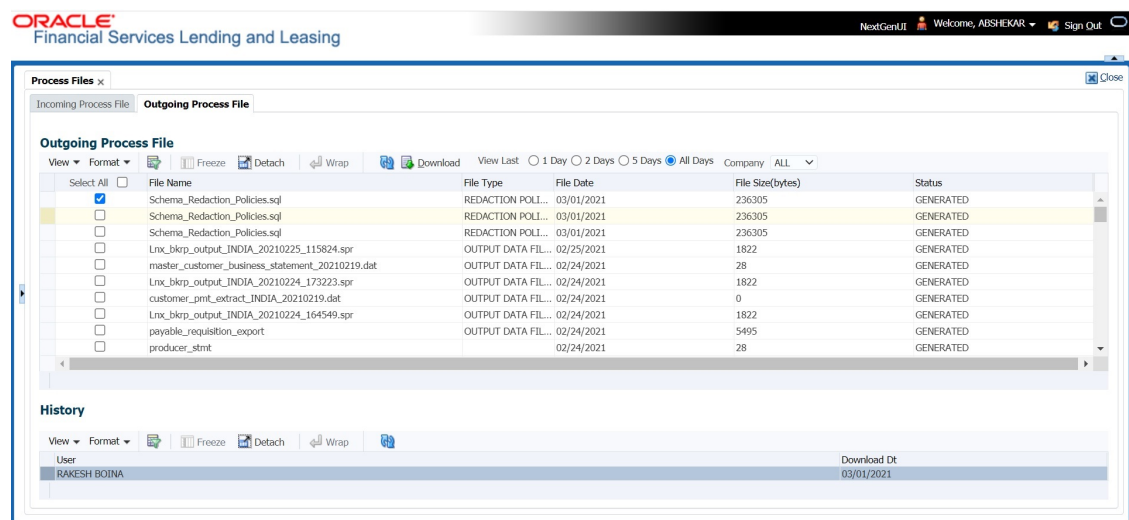 ORACLE
Financial Services Lending and Leasing
NextGenUI Welcome, ABSHEKAR Sign Out
Process Files x
Close
Incoming Process File Outgoing Process File
Outgoing Process File
View Format Freeze Detach Wrap Download View Last 1 Day 2 Days 5 Days All Days Company ALL
Select All File Name File Type File Date File Size(bytes) Status
Schema_Redaction_Policies.sql REDACTION POLI... 03/01/2021 236305 GENERATED
Schema_Redaction_Policies.sql REDACTION POLI... 03/01/2021 236305 GENERATED
Schema_Redaction_Policies.sql REDACTION POLI... 03/01/2021 236305 GENERATED
Lnx_bkrp_output_INDIA_20210225_115824.spr OUTPUT DATA FIL... 02/25/2021 1822 GENERATED
master_customer_business_statement_20210219.dat OUTPUT DATA FIL... 02/24/2021 28 GENERATED
Lnx_bkrp_output_INDIA_20210224_173223.spr OUTPUT DATA FIL... 02/24/2021 1822 GENERATED
customer_pmt_extract_INDIA_20210219.dat OUTPUT DATA FIL... 02/24/2021 0 GENERATED
Lnx_bkrp_output_INDIA_20210224_164549.spr OUTPUT DATA FIL... 02/24/2021 1822 GENERATED
payable_requisition_export OUTPUT DATA FIL... 02/24/2021 5495 GENERATED
producer_stmt 02/24/2021 28 GENERATED
History
View Format Freeze Detach Wrap
User Download Dt
RAKESH BOINA 03/01/2021